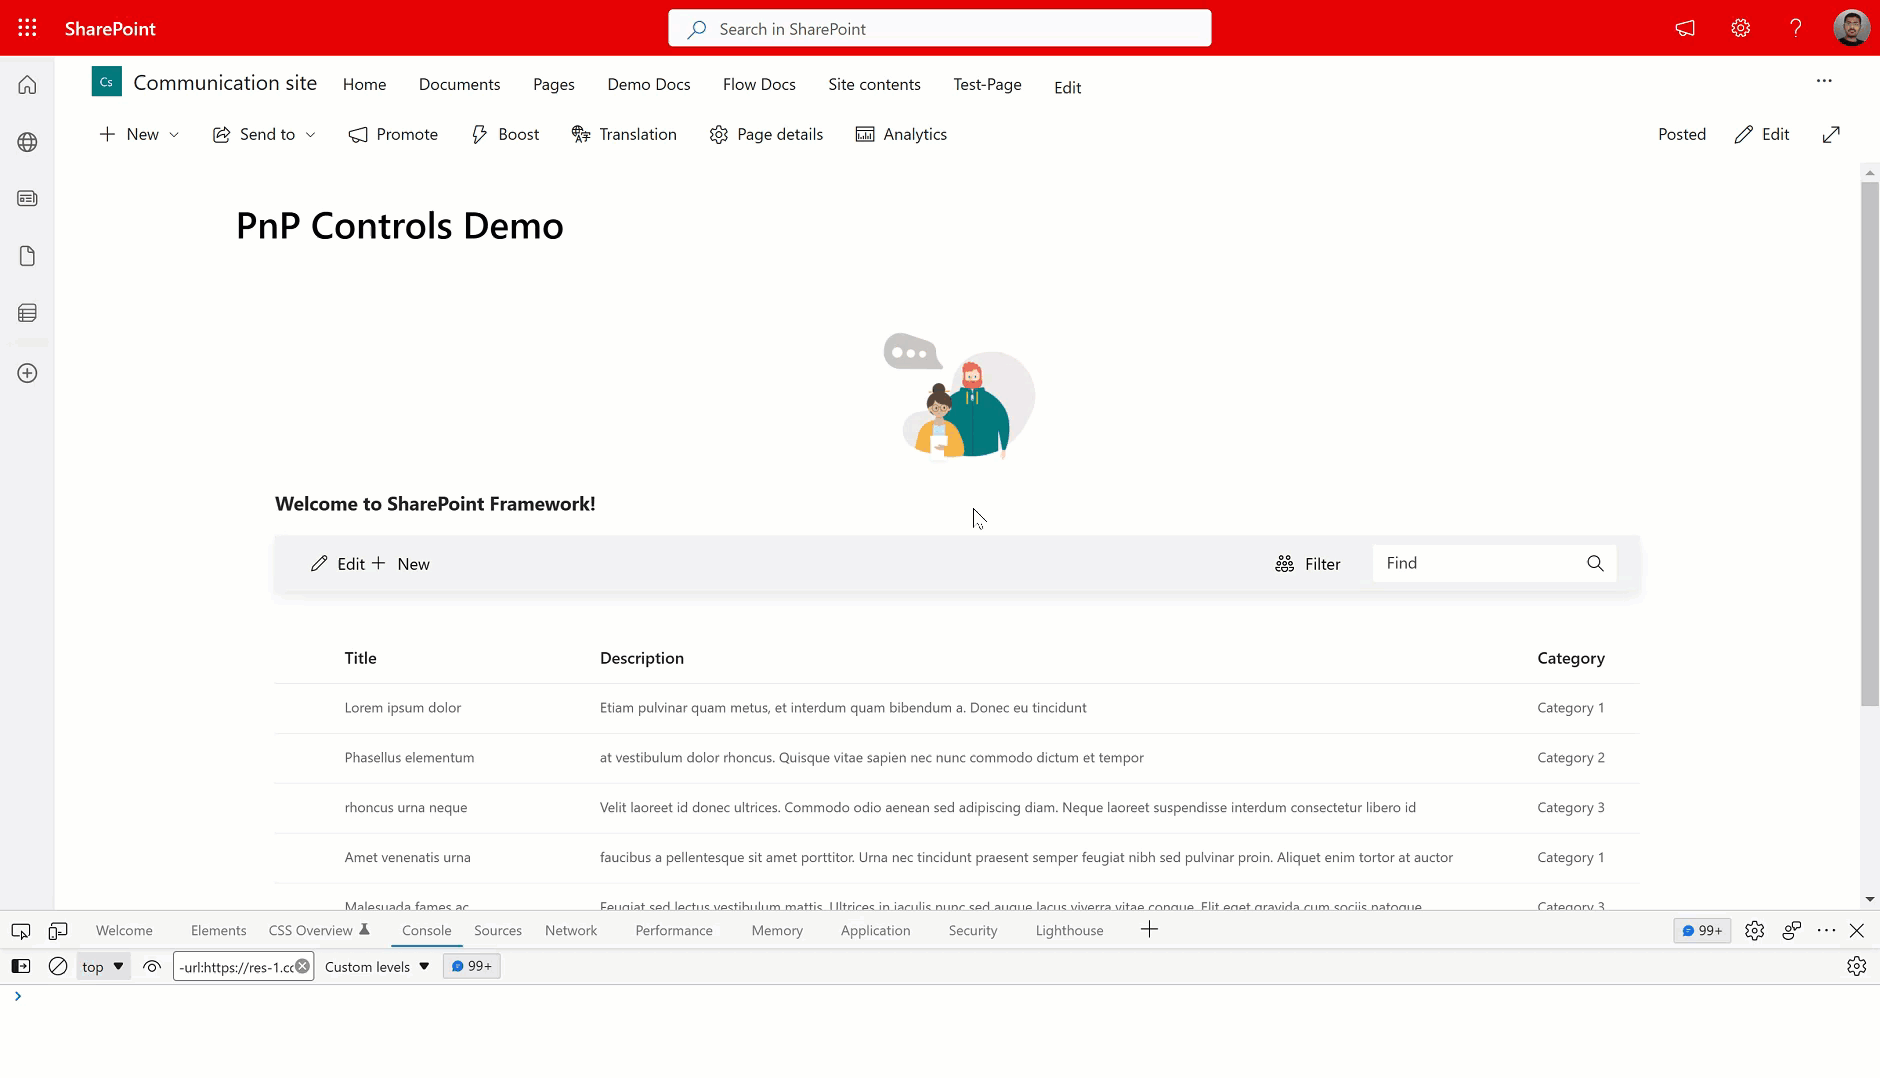 SharePoint
Search in SharePoint
Cs
Communication site
Home
Documents
Pages
Demo Docs
Flow Docs
Site contents
Test-Page
Edit
New
Send to
Promote
Boost
Translation
Page details
Analytics
Posted
Edit
PnP Controls Demo
Welcome to SharePoint Framework!
Edit
New
Filter
Find
Title Description Category
Lorem ipsum dolor Etiam pulvinar quam metus, et interdum quam bibendum a. Donec eu tincidunt Category 1
Phasellus elementum at vestibulum dolor rhoncus. Quisque vitae sapien nec nunc commodo dictum et tempor Category 2
rhoncus urna neque Velit laoreet id donec ultrices. Commodo odio aenean sed adipiscing diam. Neque laoreet suspendisse interdum consectetur libero id Category 3
Amet venenatis urna faucibus a pellentesque sit amet porttitor. Urna nec tincidunt praesent semper feugiat nibh sed pulvinar proin. Aliquet enim tortor at auctor Category 1
Malesuada fames ac Feugiat sed lectus vestibulum mattis. Ultrices in iaculis nunc sed augue lacus viverra vitae congue. Elit eget gravida cum sociis natoque Category 3
Welcome
Elements
CSS Overview
Console
Sources
Network
Performance
Memory
Application
Security
Lighthouse
99+
top
-url:https://res-1.cc
Custom levels
99+